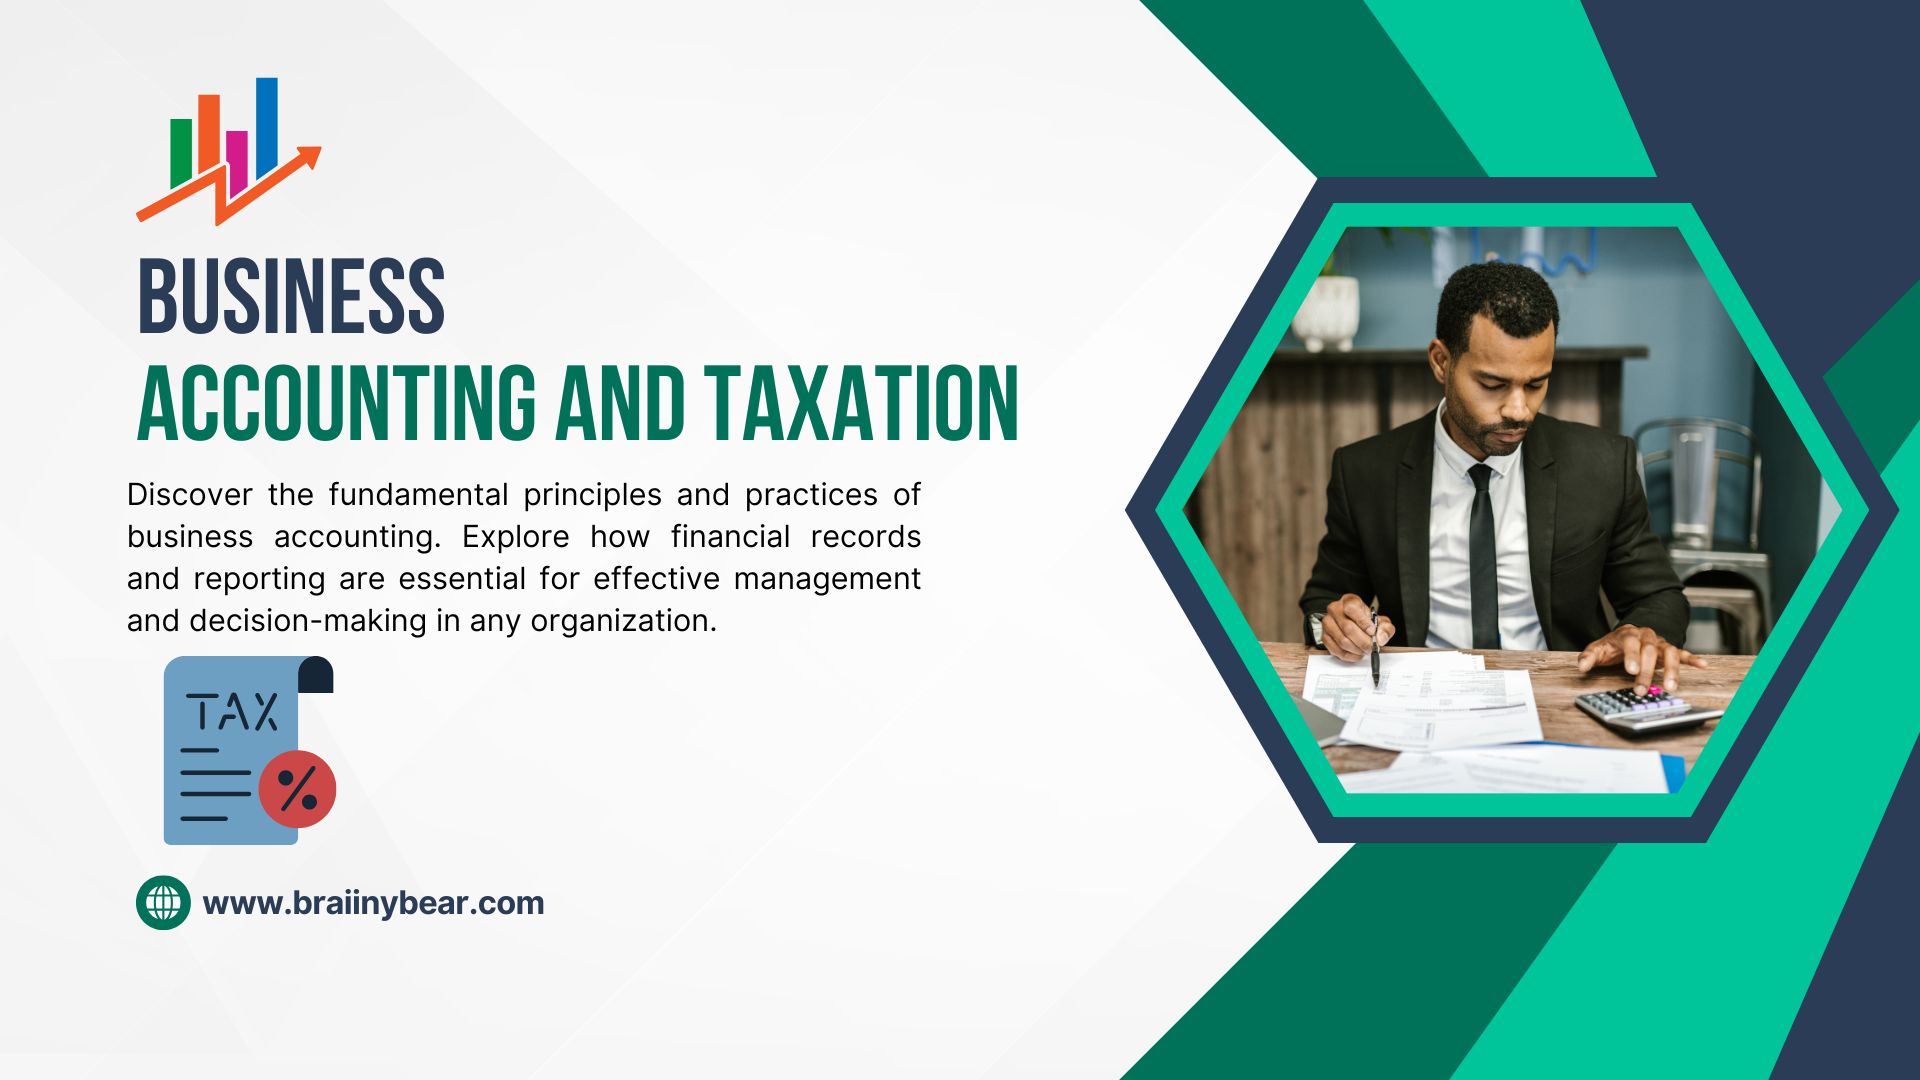 BUSINESS
ACCOUNTING AND TAXATION
Discover the fundamental principles and practices of
business accounting. Explore how financial records
and reporting are essential for effective management
and decision-making in any organization.
TAX
%
www.braiinybear.com